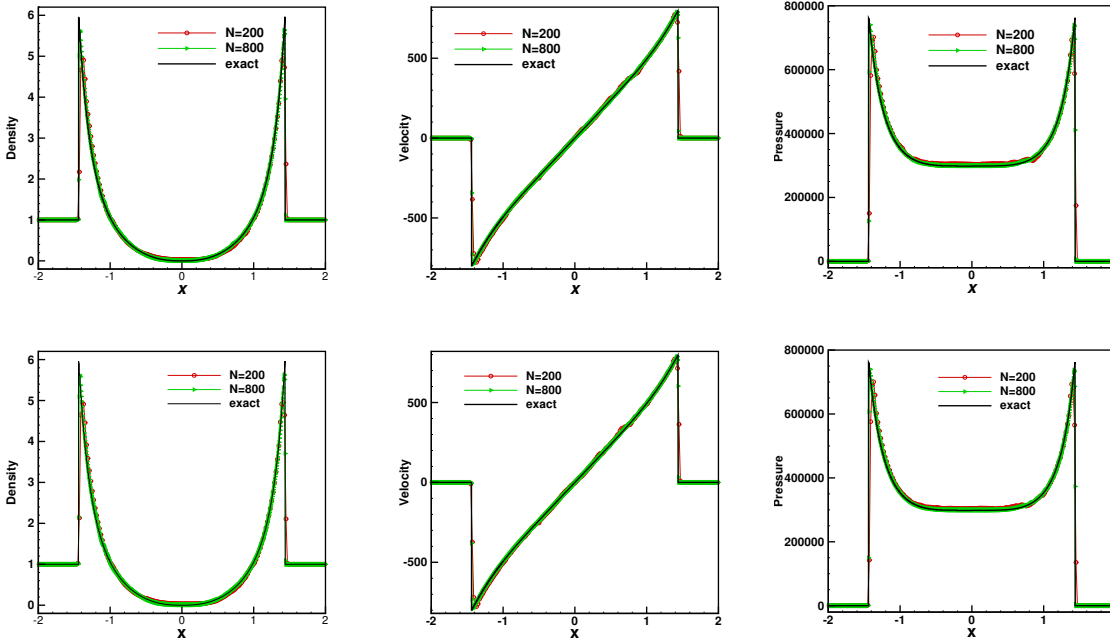 Density
6
5
4
3
2
1
0
N=200
N=800
exact
-2
-1
0
1
2
x
Velocity
500
0
-500
N=200
N=800
exact
-2
-1
0
1
2
x
Pressure
800000
600000
400000
200000
0
N=200
N=800
exact
-2
-1
0
1
x
Density
6
5
4
3
2
1
0
N=200
N=800
exact
-2
-1
0
1
2
x
Velocity
500
0
-500
N=200
N=800
exact
-2
-1
0
1
2
x
Pressure
800000
600000
400000
200000
0
N=200
N=800
exact
-2
-1
0
1
x